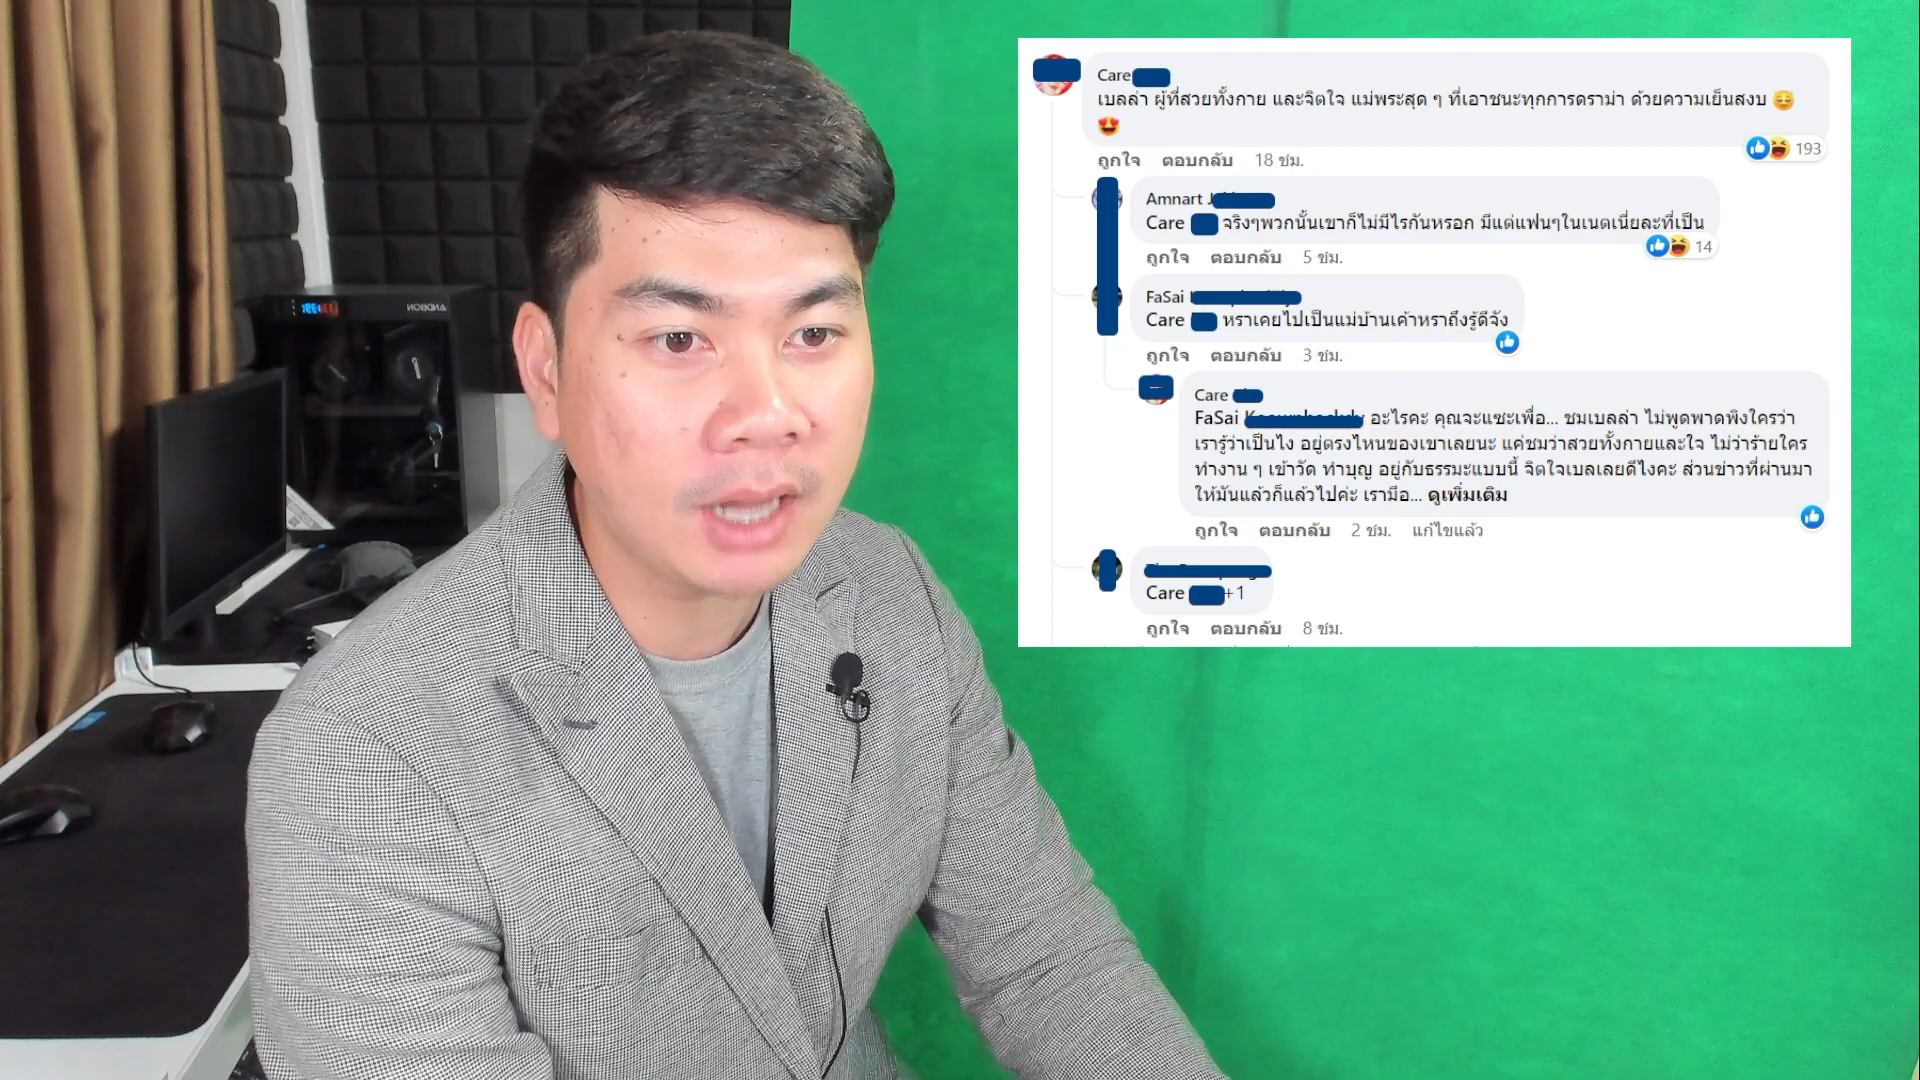 Care
เบลล่า ผู้ที่สวยทั้งกาย และจิตใจ แม่พระสุด ๆ ที่เอาชนะทุกการดราม่า ด้วยความเย็นสงบ 😇
😍
193
ถูกใจ ตอบกลับ 18 ชม.
Amnart J
Care จริงๆพวกนั้นเขาก็ไม่มีไรกันหรอก มีแต่แฟนๆในเนตเนี่ยละที่เป็น
14
ถูกใจ ตอบกลับ 5 ชม.
FaSai
Care หราเคยไปเป็นแม่บ้านเค้าหราถึงรู้ดีจัง
ถูกใจ ตอบกลับ 3 ชม.
Care
FaSai อะไรคะ คุณจะแซะเพื่อ... ชมเบลล่า ไม่พูดพาดพิงใครว่า
เรารู้ว่าเป็นไง อยู่ตรงไหนของเขาเลยนะ แค่ชมว่าสวยทั้งกายและใจ ไม่ว่าร้ายใคร
ทำงาน ๆ เข้าวัด ทำบุญ อยู่กับธรรมะแบบนี้ จิตใจเบลเลยดีไงคะ ส่วนข่าวที่ผ่านมา
ให้มันแล้วก็แล้วไปค่ะ เรามีอ... ดูเพิ่มเติม
ถูกใจ ตอบกลับ 2 ชม. แก้ไขแล้ว
Care +1
ถูกใจ ตอบกลับ 8 ชม.